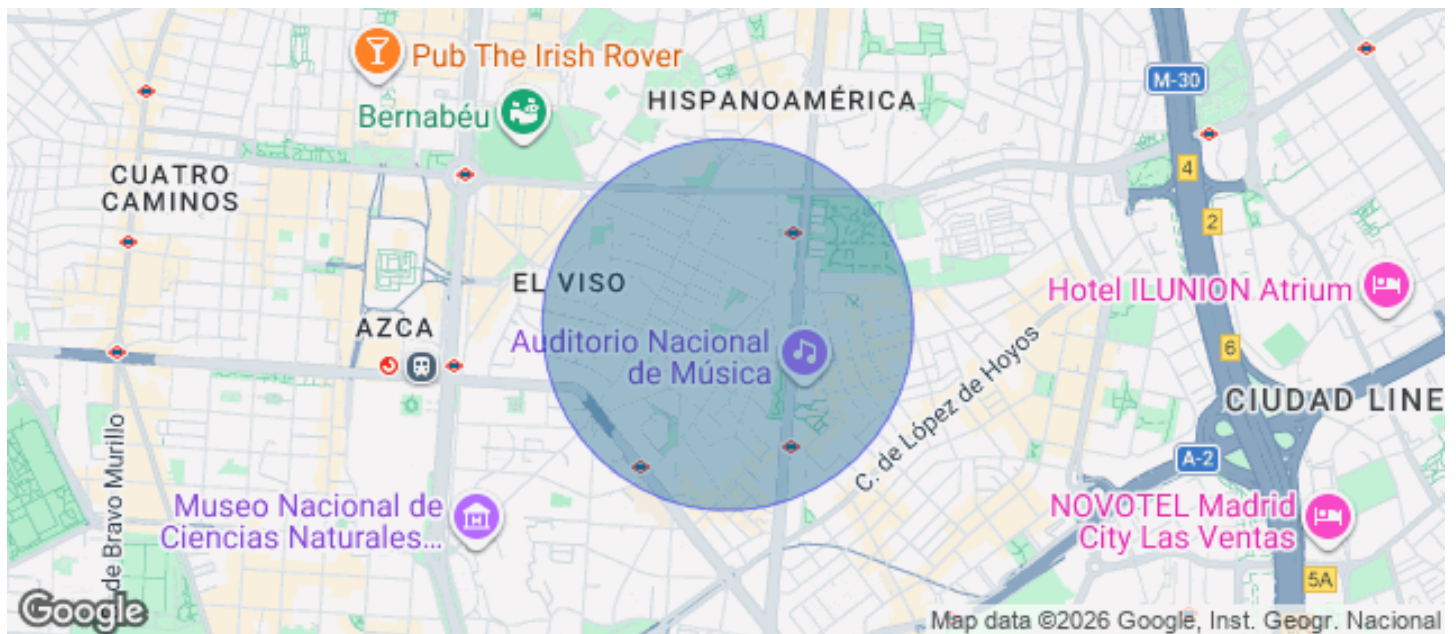 Pub The Irish Rover
HISPANOAMÉRICA
M-30
Bernabéu
CUATRO
CAMINOS
4
2
EL VISO
Hotel ILUNION Atrium
AZCA
Auditorio Nacional
de Música
6
C. de López de Hoyos
CIUDAD LINE
de Bravo Murillo
A-2
Museo Nacional de
Ciencias Naturales...
NOVOTEL Madrid
City Las Ventas
5A
Google
Map data ©2026 Google, Inst. Geogr. Nacional